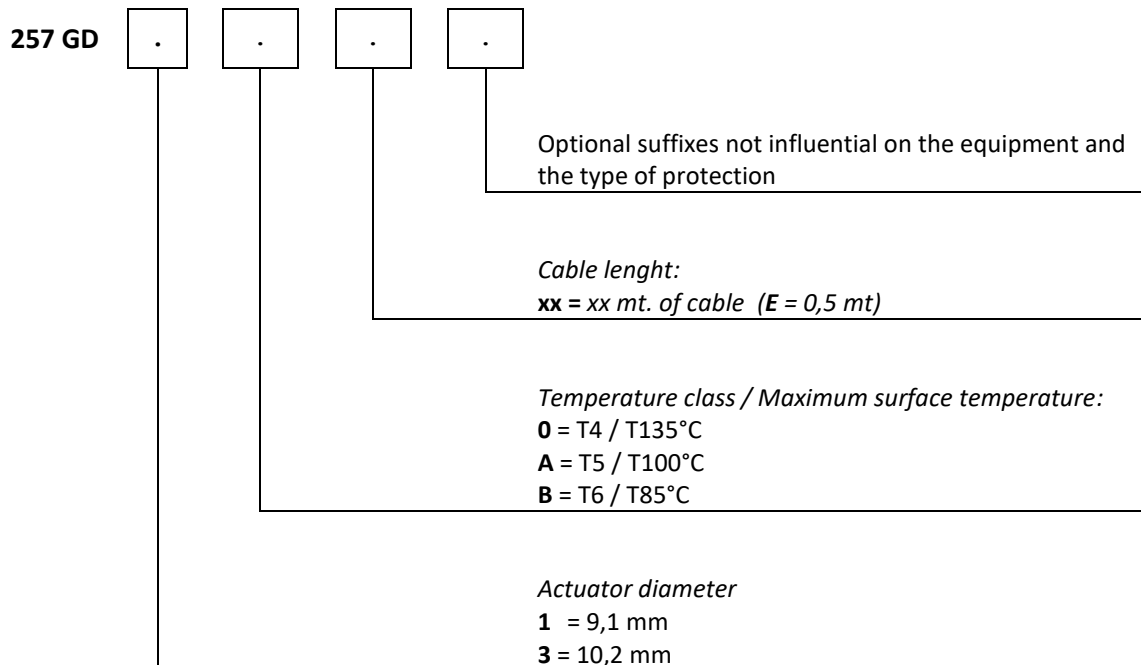 257 GD . . . .
Optional suffixes not influential on the equipment and
the type of protection
Cable lenght:
xx = xx mt. of cable (E = 0,5 mt)
Temperature class / Maximum surface temperature:
0 = T4 / T135°C
A = T5 / T100°C
B = T6 / T85°C
Actuator diameter
1 = 9,1 mm
3 = 10,2 mm